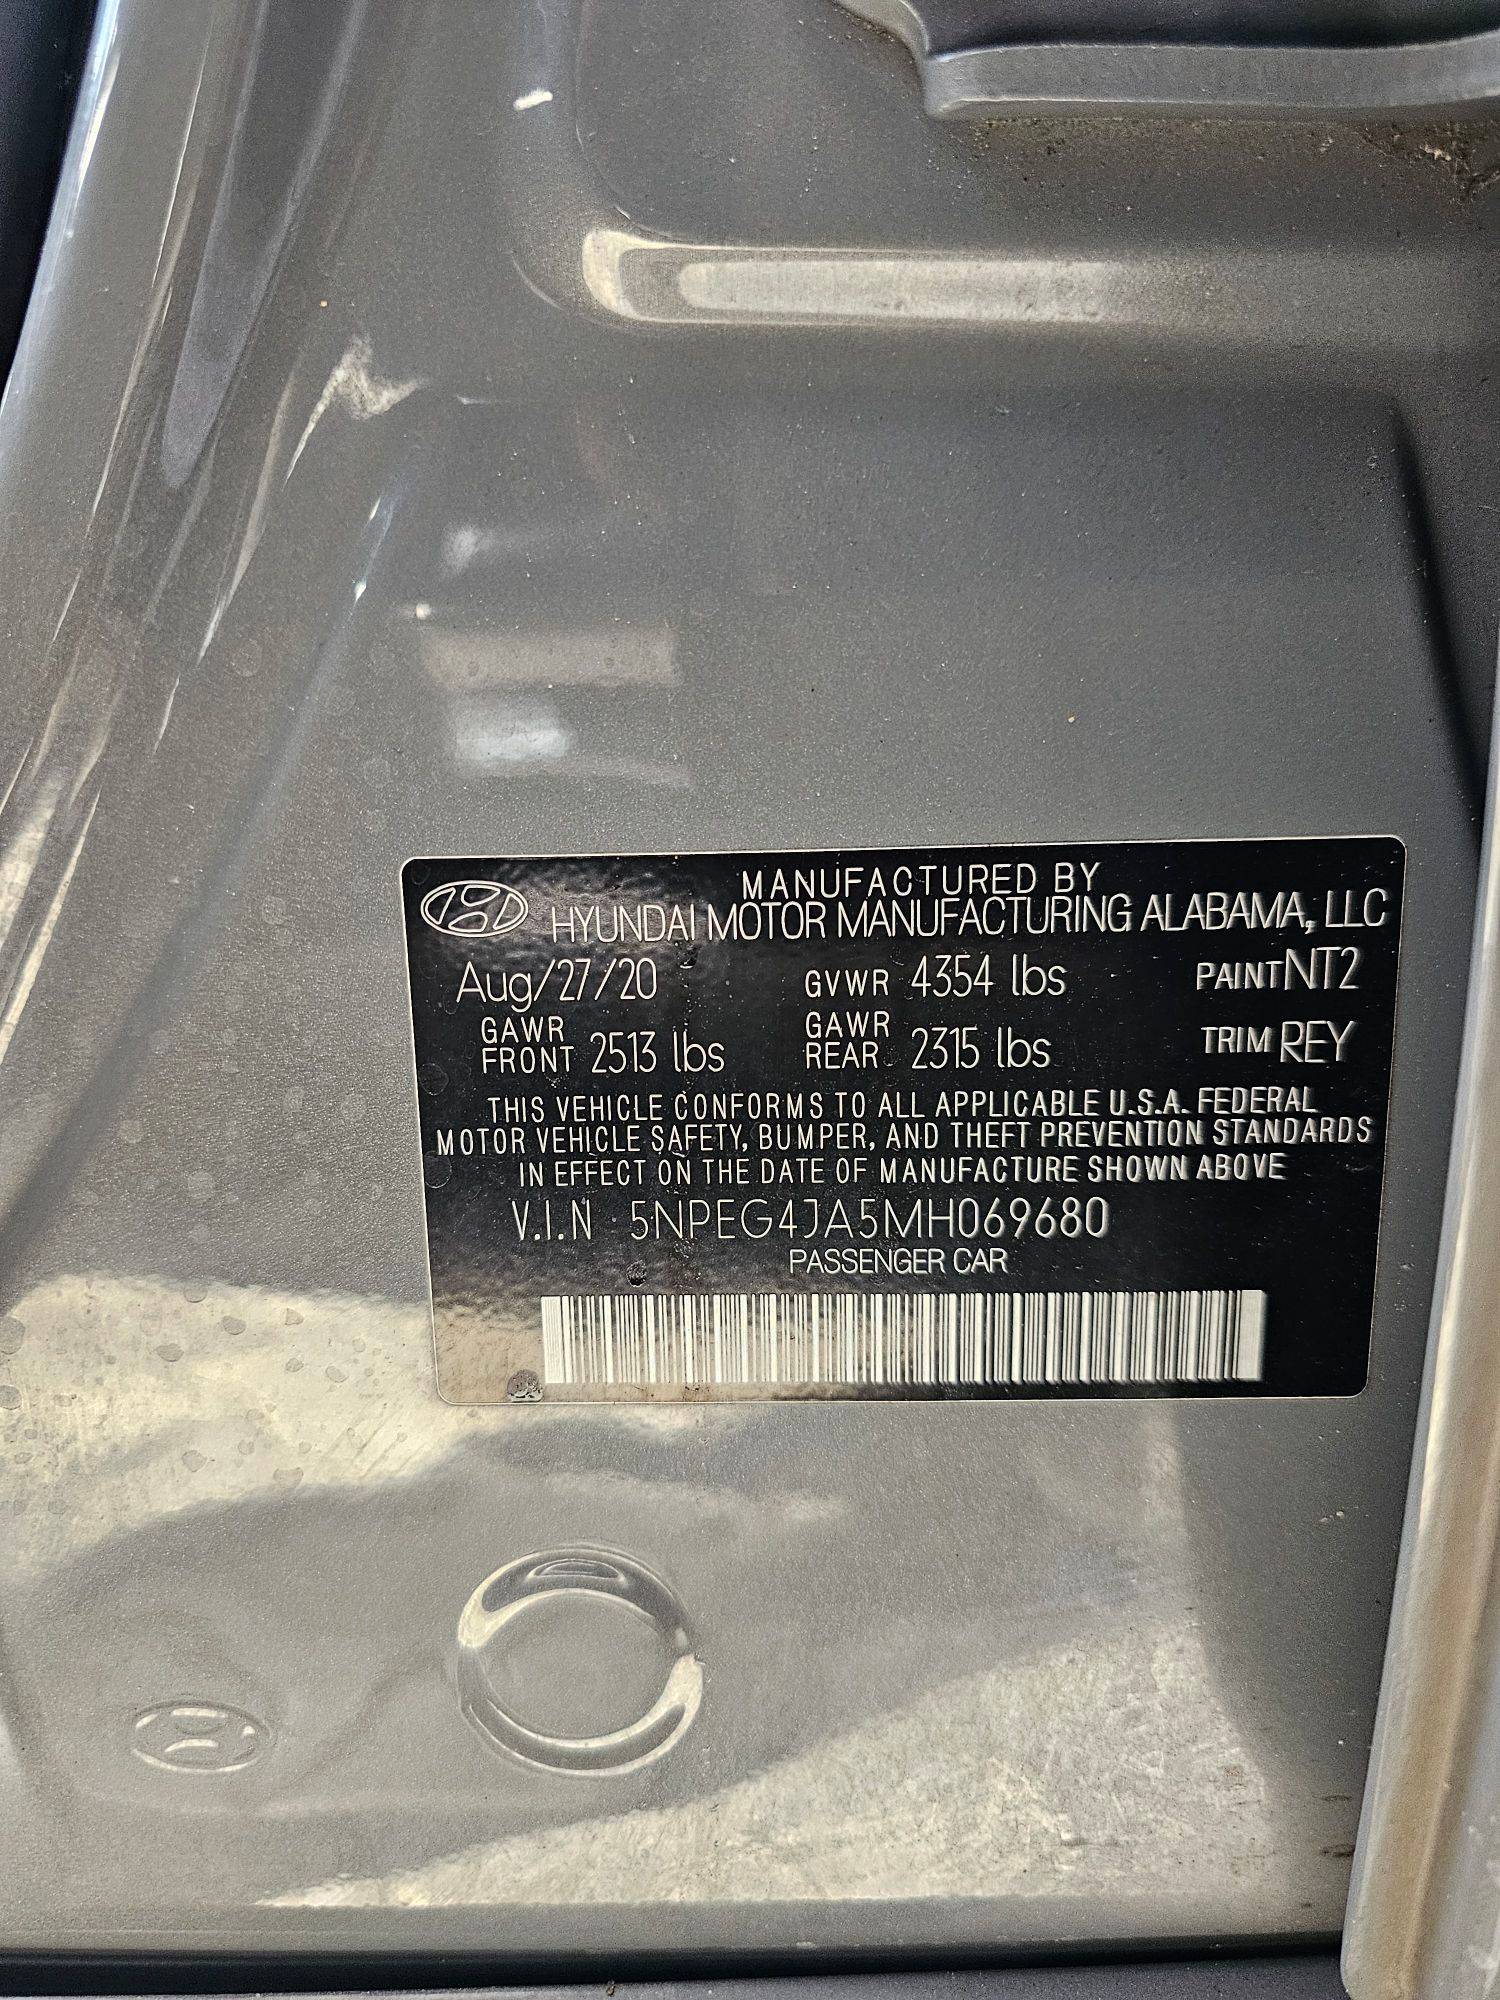 MANUFACTURED BY
HYUNDAI MOTOR MANUFACTURING ALABAMA, LLC
Aug/27/20 GVWR 4354 lbs PAINT NT2
GAWR FRONT 2513 lbs GAWR REAR 2315 lbs TRIM REY
THIS VEHICLE CONFORMS TO ALL APPLICABLE U.S.A. FEDERAL
MOTOR VEHICLE SAFETY, BUMPER, AND THEFT PREVENTION STANDARDS
IN EFFECT ON THE DATE OF MANUFACTURE SHOWN ABOVE
V.I.N 5NPEG4JA5MH069680
PASSENGER CAR